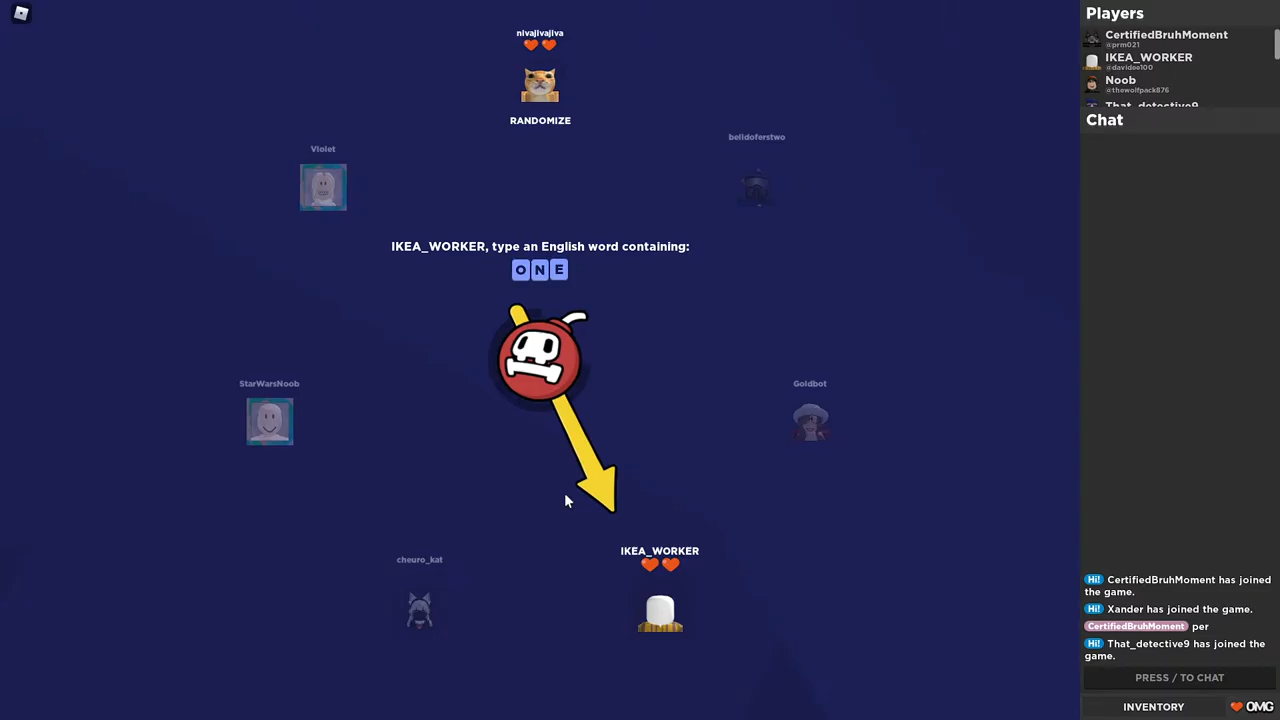 nivajivajiva
RANDOMIZE
Violet
belldoferstwo
IKEA_WORKER, type an English word containing:
O N E
StarWarsNoob
Goldbot
cheuro_kat
IKEA_WORKER
Players
CertifiedBruhMoment
@prm021
IKEA_WORKER
@davidee100
Noob
@thewolfpack876
That_detective9
Chat
Hi! CertifiedBruhMoment has joined
the game.
Hi! Xander has joined the game.
CertifiedBruhMoment per
Hi! That_detective9 has joined the
game.
PRESS / TO CHAT
INVENTORY
OMG